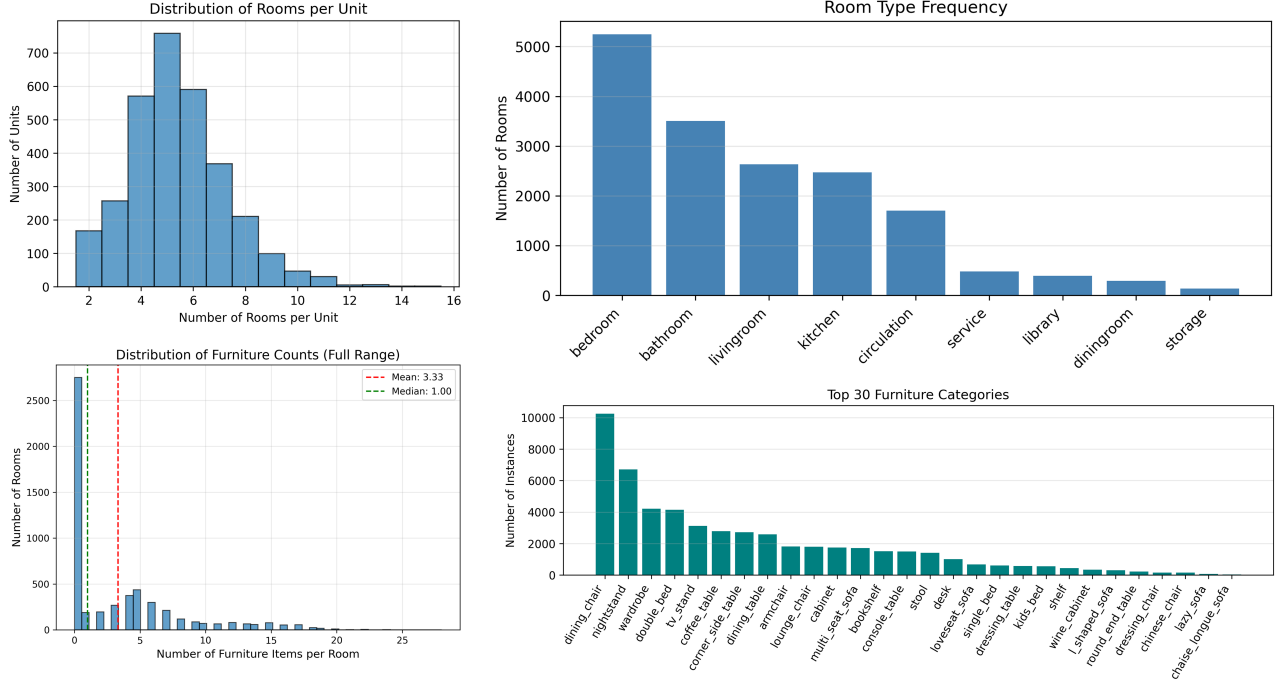 Distribution of Rooms per Unit
Number of Units
700
600
500
400
300
200
100
0
2 4 6 8 10 12 14 16
Number of Rooms per Unit
Room Type Frequency
Number of Rooms
5000
4000
3000
2000
1000
0
bedroom
bathroom
livingroom
kitchen
circulation
service
library
diningroom
storage
Distribution of Furniture Counts (Full Range)
Mean: 3.33
Median: 1.00
Number of Rooms
2500
2000
1500
1000
500
0
0 5 10 15 20 25
Number of Furniture Items per Room
Top 30 Furniture Categories
Number of Instances
10000
8000
6000
4000
2000
0
dining_chair
nightstand
wardrobe
double_bed
tv_stand
coffee_table
corner_side_table
dining_table
armchair
lounge_chair
cabinet
multi_seat_sofa
bookshelf
console_table
stool
desk
loveseat_sofa
single_bed
dressing_table
kids_bed
shelf
wine_cabinet
l_shaped_sofa
round_end_table
dressing_chair
chinese_chair
lazy_sofa
chaise_longue_sofa